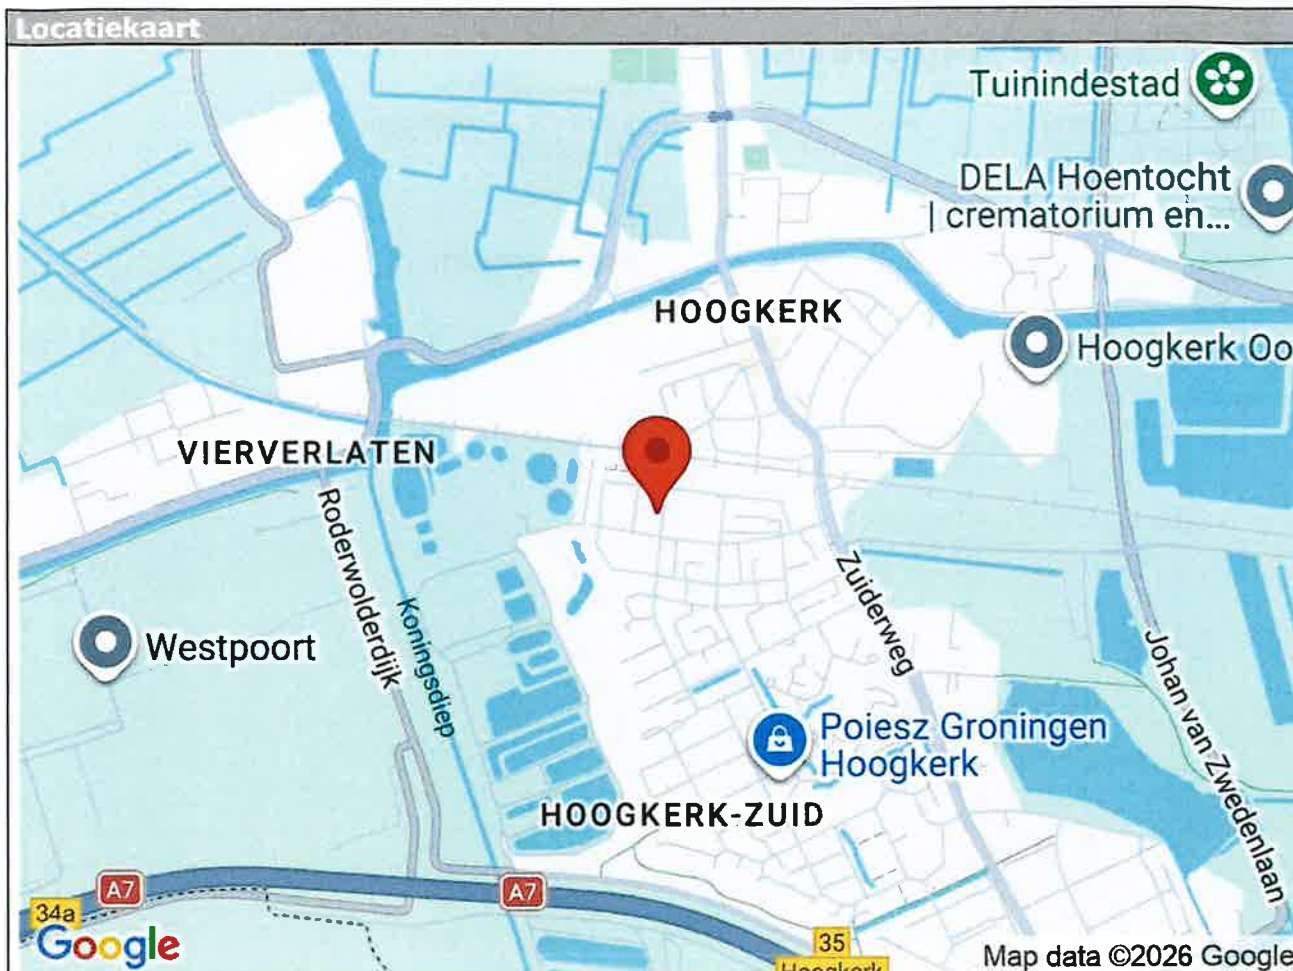 Locatiekaart
Tuinindestad
DELA Hoentocht
| crematorium en...
HOOGKERK
Hoogkerk Oo
VIERVERLATEN
Roderwolderdijk
Koningsdiep
Zuiderweg
Westpoort
Johan van Zwedenlaan
Poiesz Groningen
Hoogkerk
HOOGKERK-ZUID
A7
A7
34a
Google
35
Hoogkerk
Map data ©2026 Google